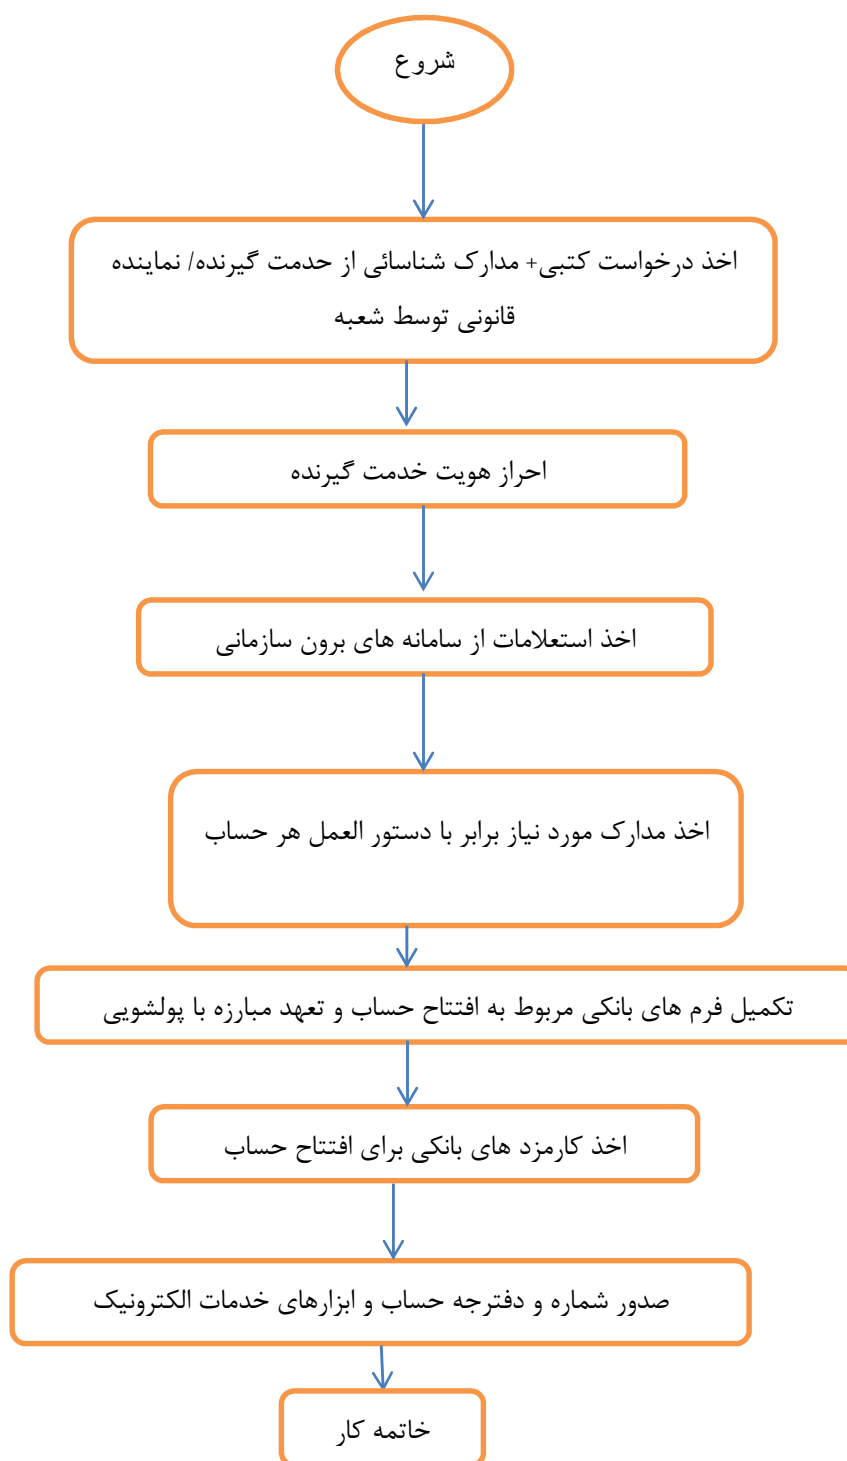 شروع
اخذ درخواست کتبی+ مدارک شناسائی از حدمت گیرنده/ نماینده
قانونی توسط شعبه
احراز هویت خدمت گیرنده
اخذ استعلامات از سامانه های برون سازمانی
اخذ مدارک مورد نیاز برابر با دستور العمل هر حساب
تکمیل فرم های بانکی مربوط به افتتاح حساب و تعهد مبارزه با پولشویی
اخذ کارمزد های بانکی برای افتتاح حساب
صدور شماره و دفترجه حساب و ابزارهای خدمات الکترونیک
خاتمه کار